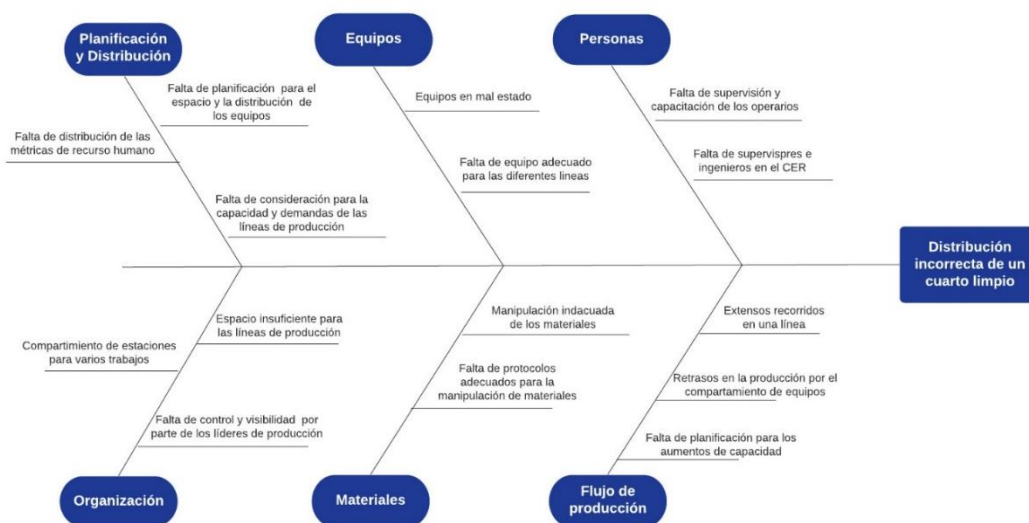 Planificación
y Distribución
Equipos
Personas
Falta de planificación para el
espacio y la distribución de
los equipos
Falta de distribución de las
métricas de recurso humano
Falta de consideración para la
capacidad y demandas de las
líneas de producción
Equipos en mal estado
Falta de equipo adecuado
para las diferentes lineas
Falta de supervisión y
capacitación de los operarios
Falta de supervispres e
ingenieros en el CER
Distribución
incorrecta de un
cuarto limpio
Espacio insuficiente para
las líneas de producción
Compartimiento de estaciones
para varios trabajos
Falta de control y visibilidad por
parte de los líderes de producción
Manipulación indacuada
de los materiales
Falta de protocolos
adecuados para la
manipulación de materiales
Extensos recorridos
en una línea
Retrasos en la producción por el
compartamiento de equipos
Falta de planificación para los
aumentos de capacidad
Organización
Materiales
Flujo de
producción